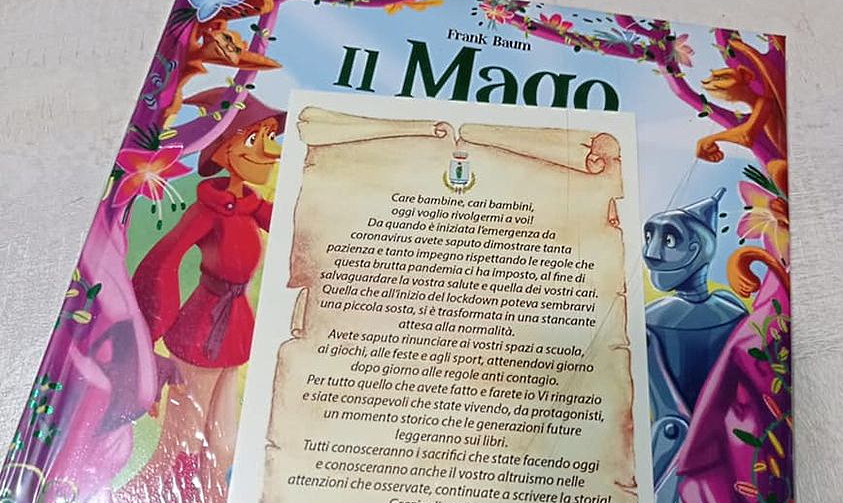 Frank Baum
Il Mago
Care bambine, cari bambini,
oggi voglio rivolgermi a voi!
Da quando è iniziata l'emergenza da
coronavirus avete saputo dimostrare tanta
pazienza e tanto impegno rispettando le regole che
questa brutta pandemia ci ha imposto, al fine di
salvaguardare la vostra salute e quella dei vostri cari.
Quella che all'inizio del lockdown poteva sembrarvi
una piccola sosta, si è trasformata in una stancante
attesa alla normalità.
Avete saputo rinunciare ai vostri spazi a scuola,
ai giochi, alle feste e agli sport, attenendovi giorno
dopo giorno alle regole anti contagio.
Per tutto quello che avete fatto e farete io Vi ringrazio
e siate consapevoli che state vivendo, da protagonisti,
un momento storico che le generazioni future
leggeranno sui libri.
Tutti conosceranno i sacrifici che state facendo oggi
e conosceranno anche il vostro altruismo nelle
attenzioni che osservate, continuate a scrivere la storia!